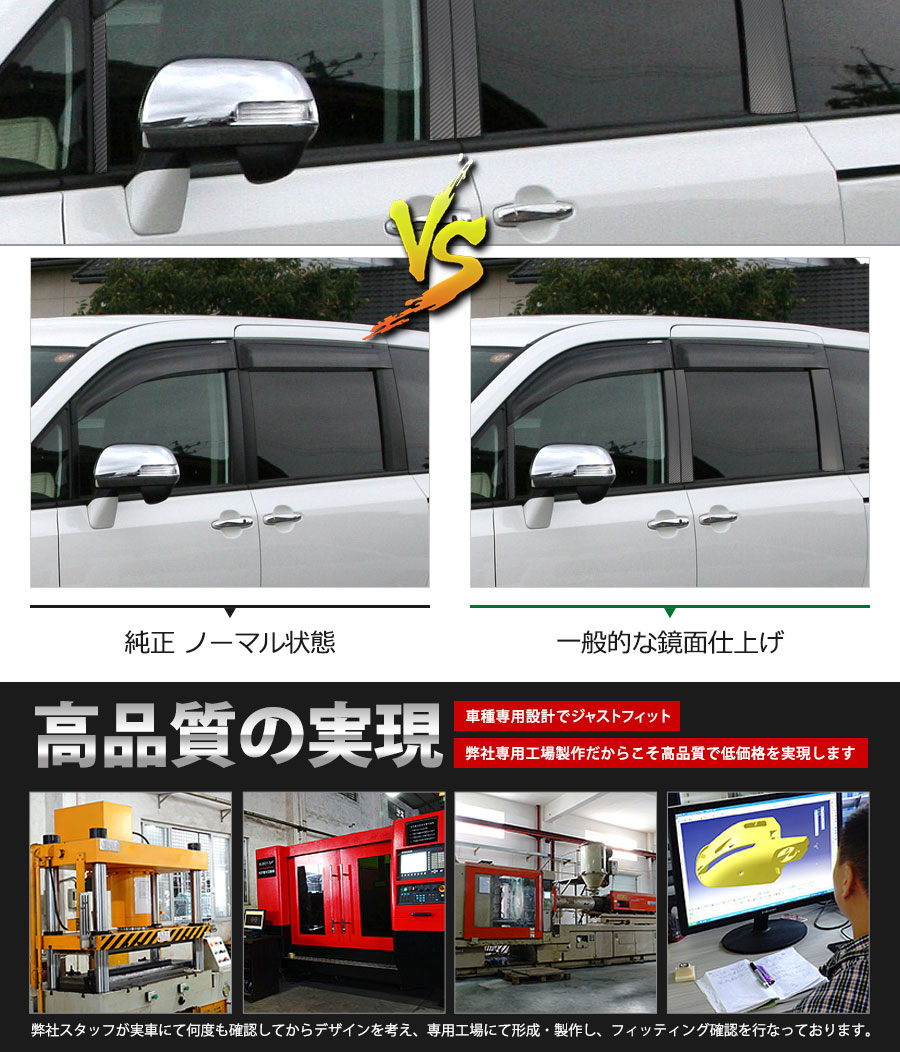 VS
純正 ノーマル状態
一般的な鏡面仕上げ
高品質の実現
車種専用設計でジャストフィット
弊社専用工場製作だからこそ高品質で低価格を実現します
弊社スタッフが実車にて何度も確認してからデザインを考え、専用工場にて形成・製作し、フィッティング確認を行なっております。